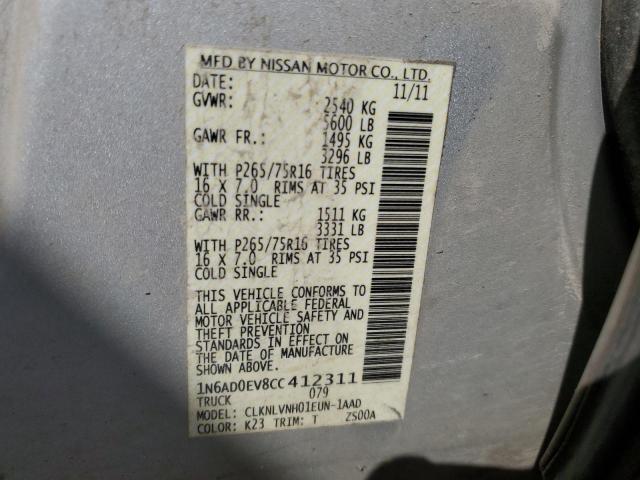 MFD BY NISSAN MOTOR CO., LTD.
DATE: 11/11
GVWR: 2540 KG
5600 LB
GAWR FR.: 1495 KG
3296 LB
WITH P265/75R16 TIRES
16 X 7.0 RIMS AT 35 PSI
COLD SINGLE
GAWR RR.: 1511 KG
3331 LB
WITH P265/75R16 TIRES
16 X 7.0 RIMS AT 35 PSI
COLD SINGLE
THIS VEHICLE CONFORMS TO
ALL APPLICABLE FEDERAL
MOTOR VEHICLE SAFETY AND
THEFT PREVENTION
STANDARDS IN EFFECT ON
THE DATE OF MANUFACTURE
SHOWN ABOVE.
1N6AD0EV8CC412311
TRUCK 079
MODEL: CLKNLVNH01EUN-1AAD
COLOR: K23 TRIM: T ZS00A